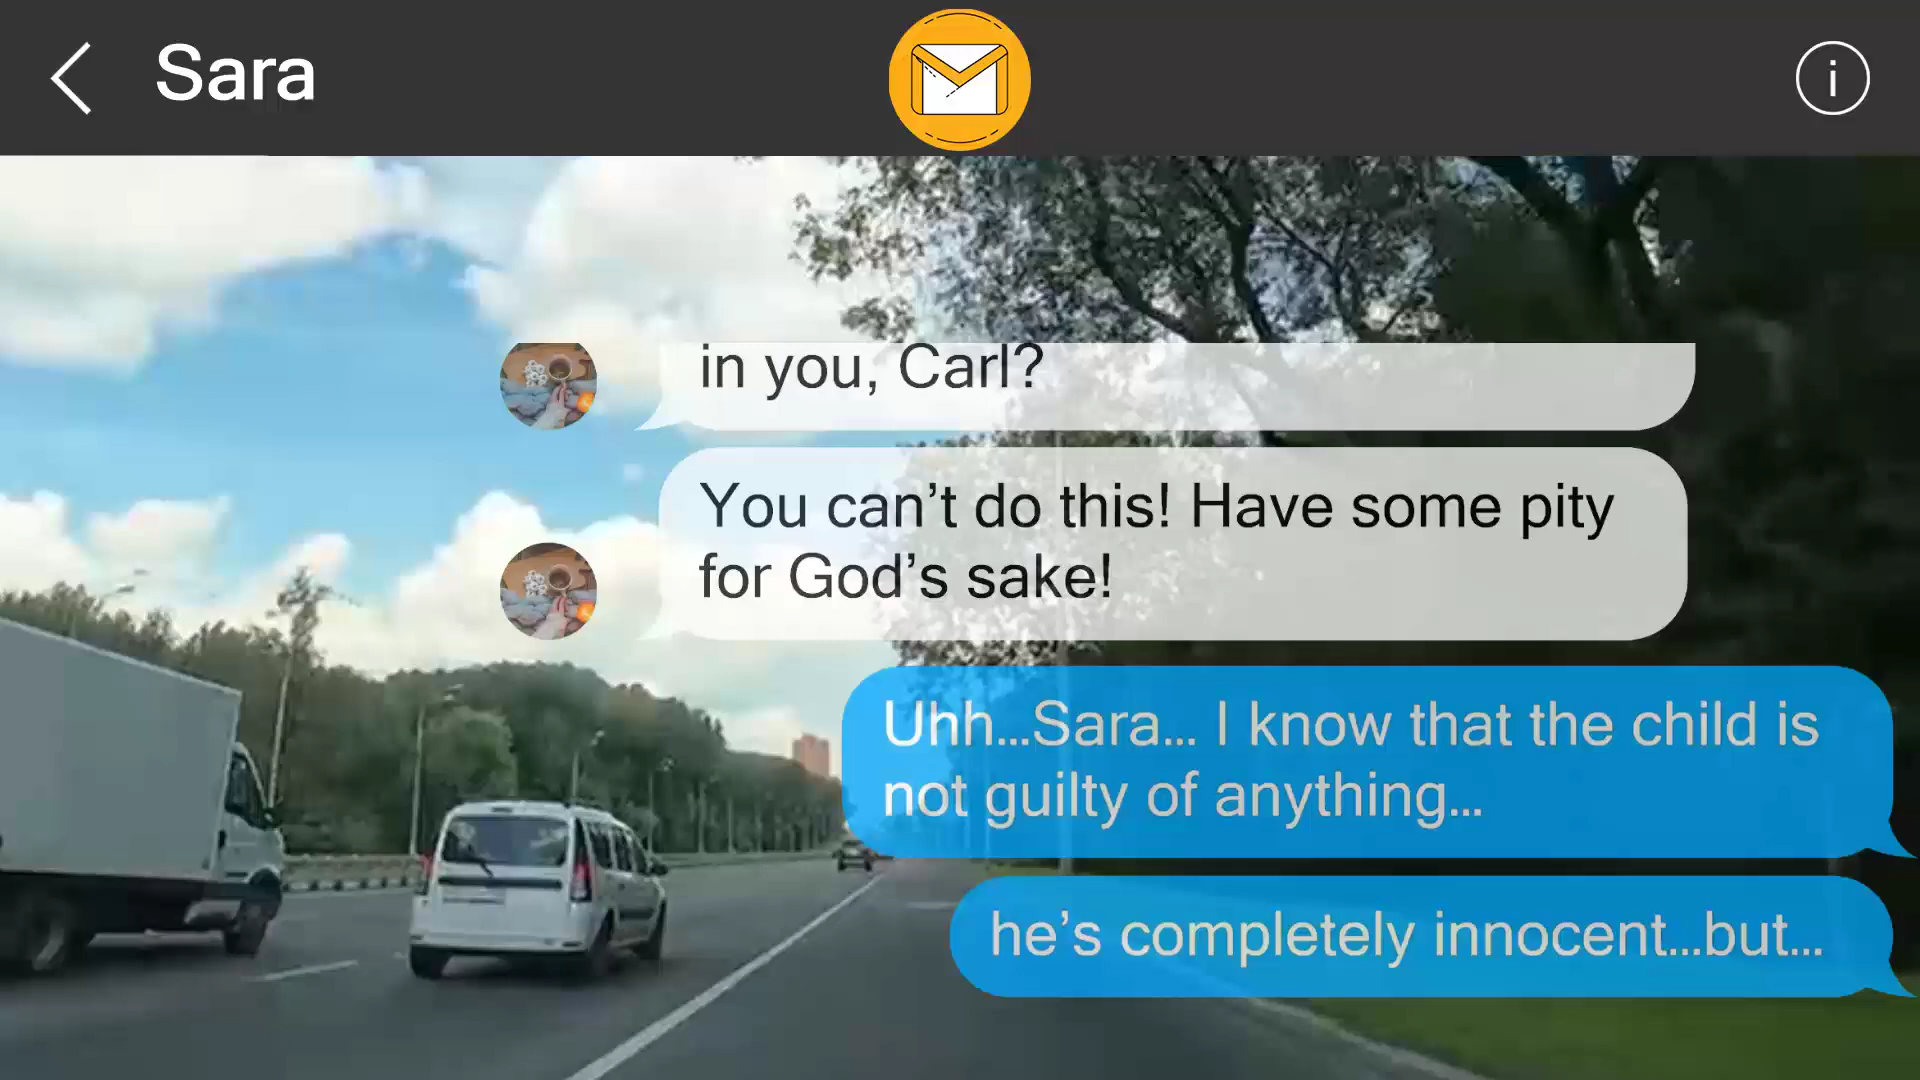 Sara
i
in you, Carl?
You can’t do this! Have some pity
for God’s sake!
Uhh...Sara... I know that the child is
not guilty of anything...
he’s completely innocent...but...